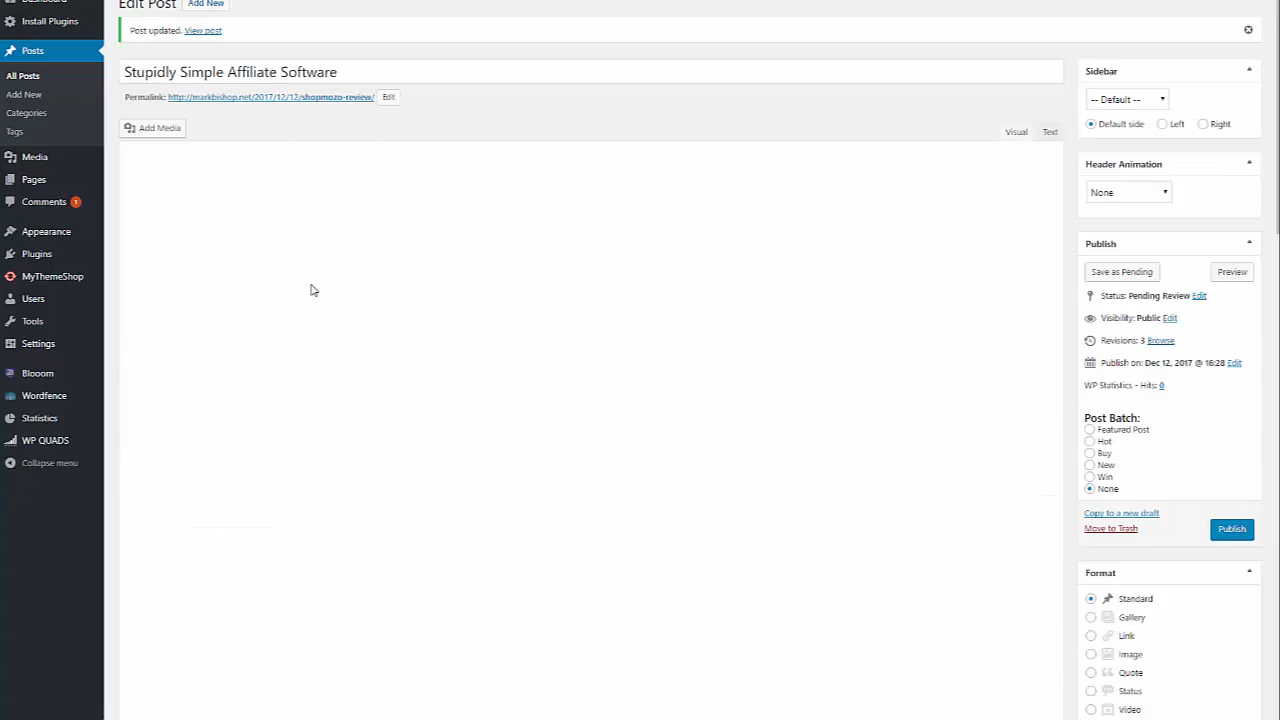 Dashboard
Install Plugins
Posts
All Posts
Add New
Categories
Tags
Media
Pages
Comments 1
Appearance
Plugins
MyThemeShop
Users
Tools
Settings
Blooom
Wordfence
Statistics
WP QUADS
Collapse menu
Edit Post Add New
Post updated. View post
Stupidly Simple Affiliate Software
Permalink: http://markbishop.net/2017/12/12/shopmozo-review/ Edit
Add Media
Visual Text
Sidebar
-- Default --
Default side Left Right
Header Animation
None
Publish
Save as Pending Preview
Status: Pending Review Edit
Visibility: Public Edit
Revisions: 3 Browse
Publish on: Dec 12, 2017 @ 16:28 Edit
WP Statistics - Hits: 0
Post Batch:
Featured Post
Hot
Buy
New
Win
None
Copy to a new draft
Move to Trash Publish
Format
Standard
Gallery
Link
Image
Quote
Status
Video